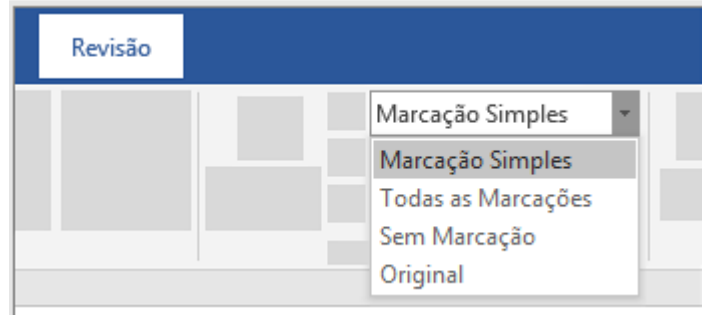 Revisão
Marcação Simples
Marcação Simples
Todas as Marcações
Sem Marcação
Original